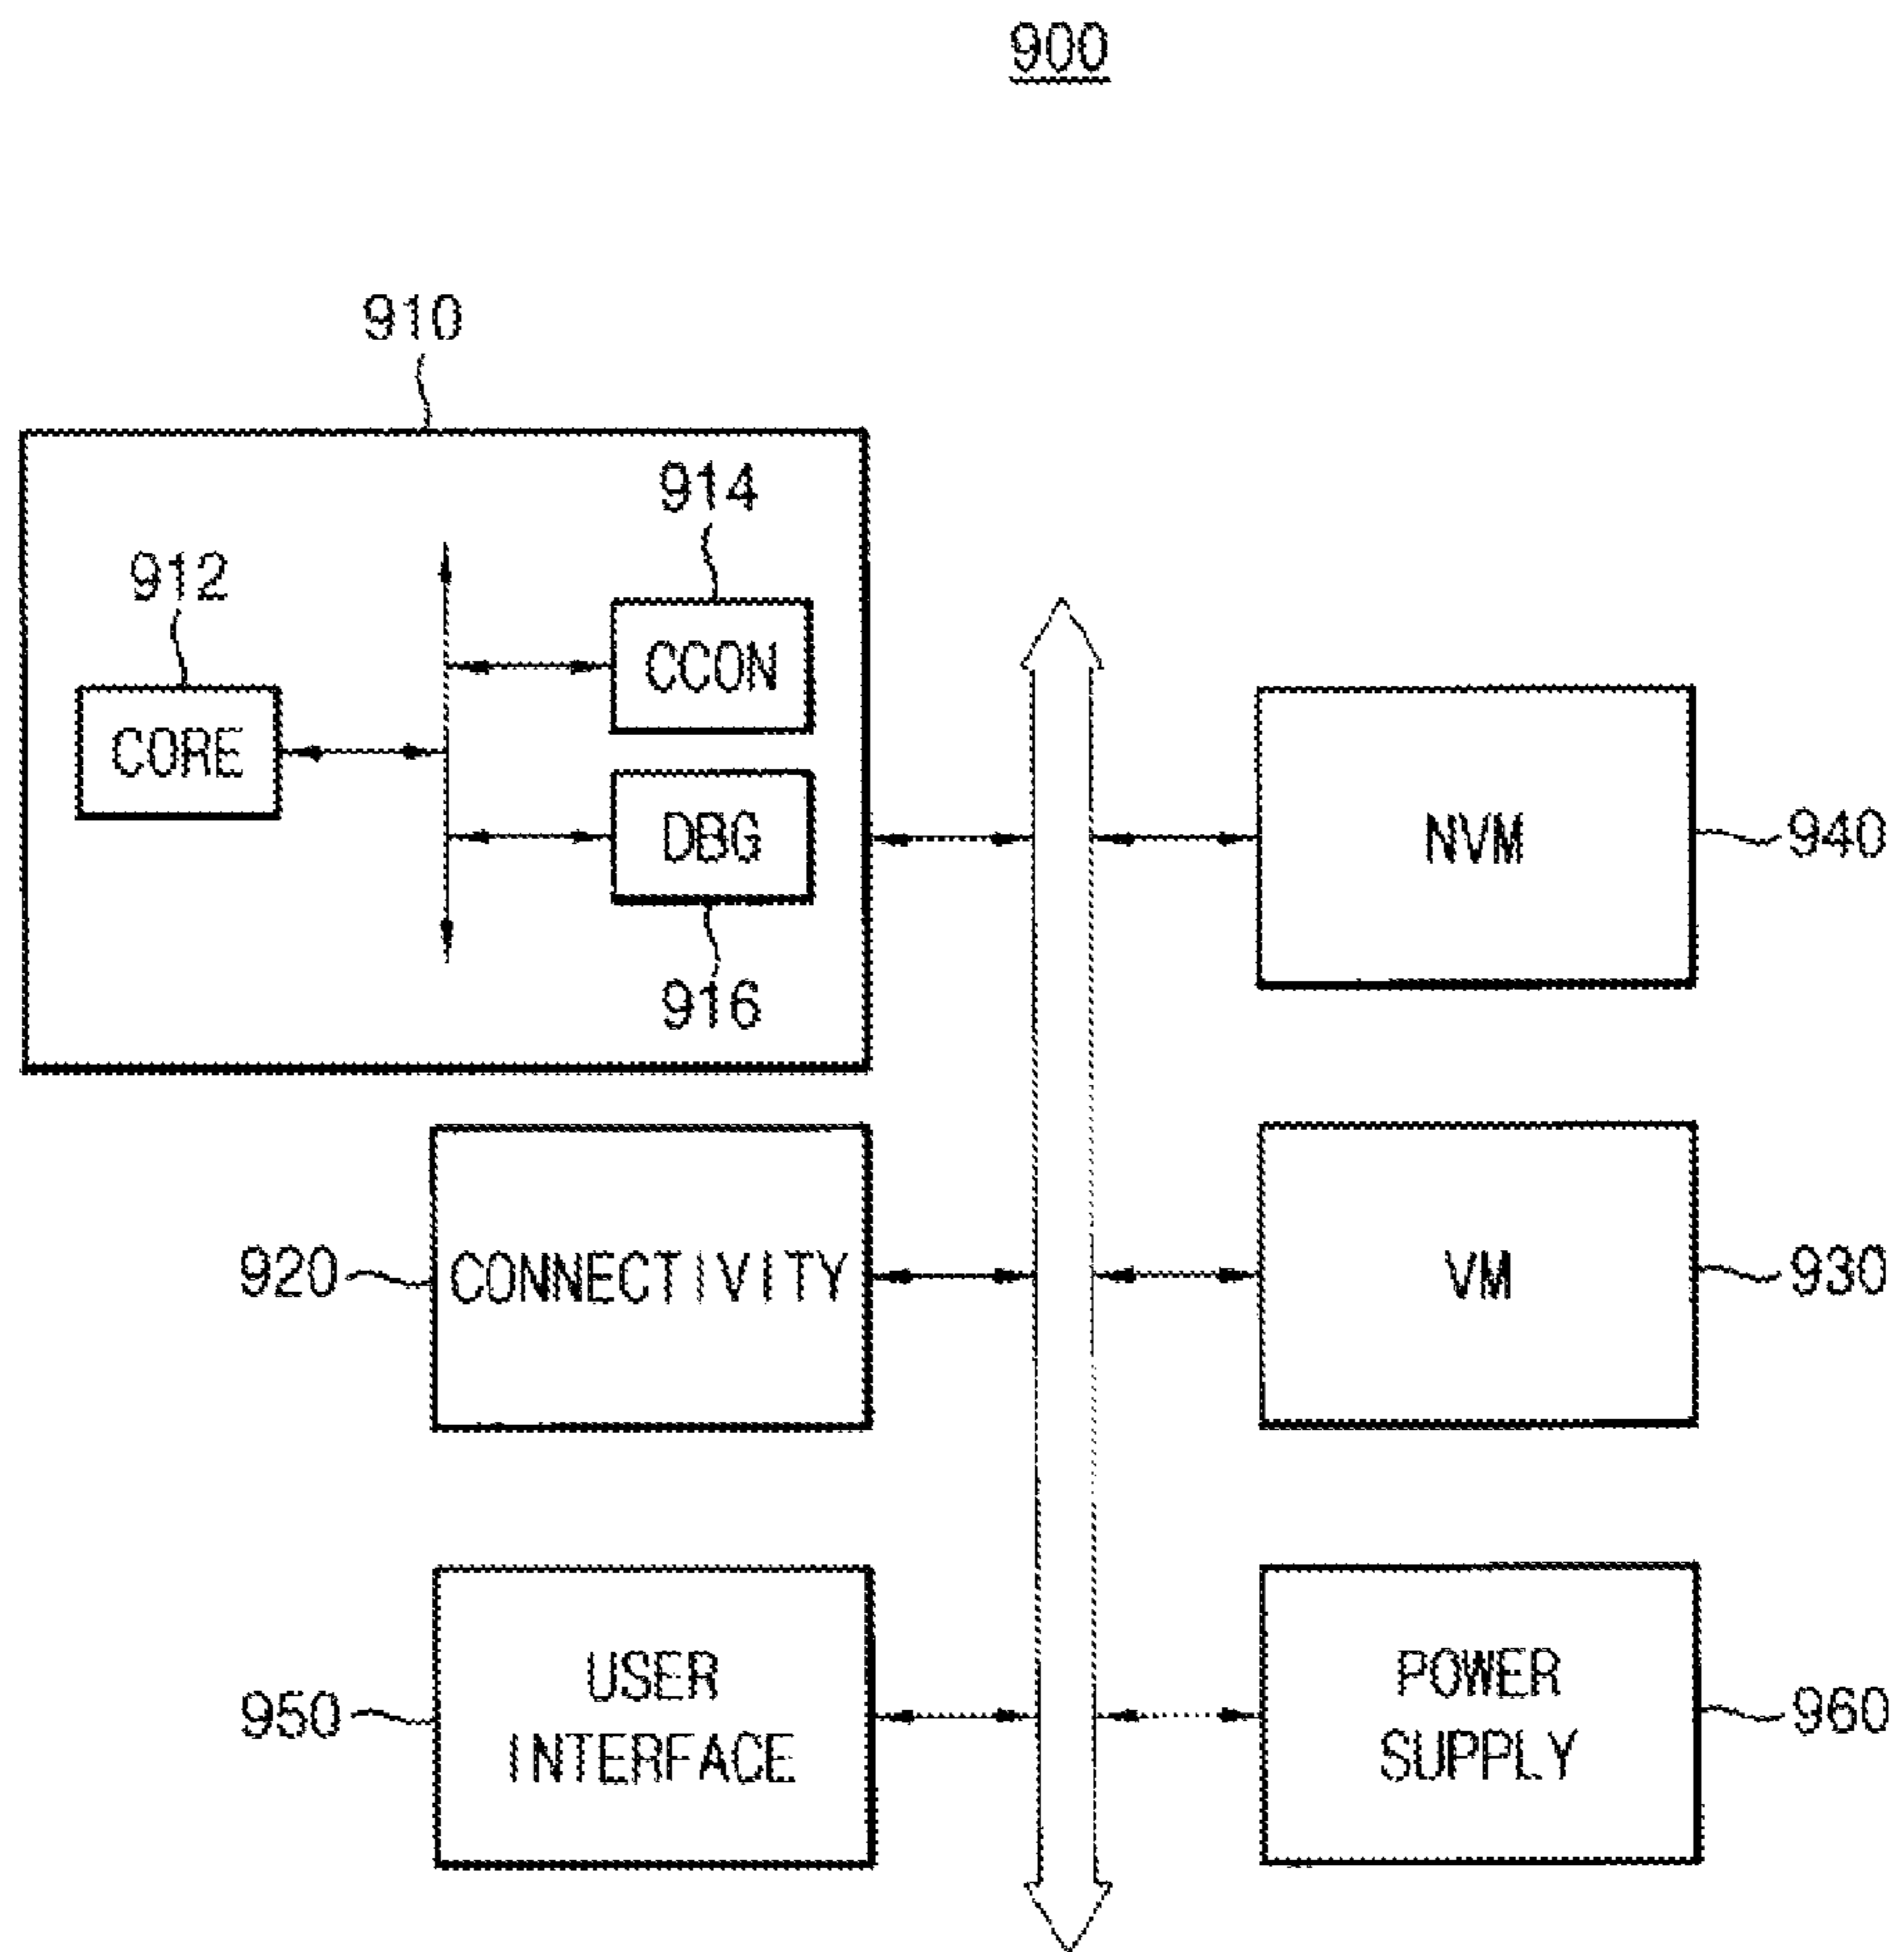 900
910
914
912
CCON
CORE
DBG
NVM
940
916
920
CONNECTIVITY
VM
930
950
USER
INTERFACE
POWER
SUPPLY
960